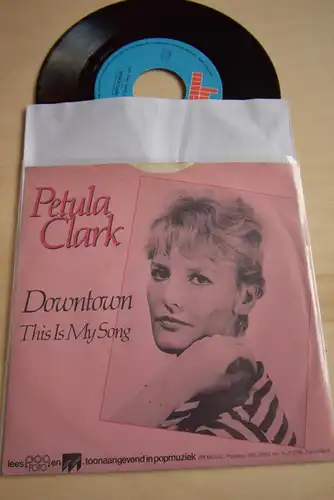 Petula
Clark
Downtown
This Is My Song
lees POP FOTO en , toonaangevend in popmuziek